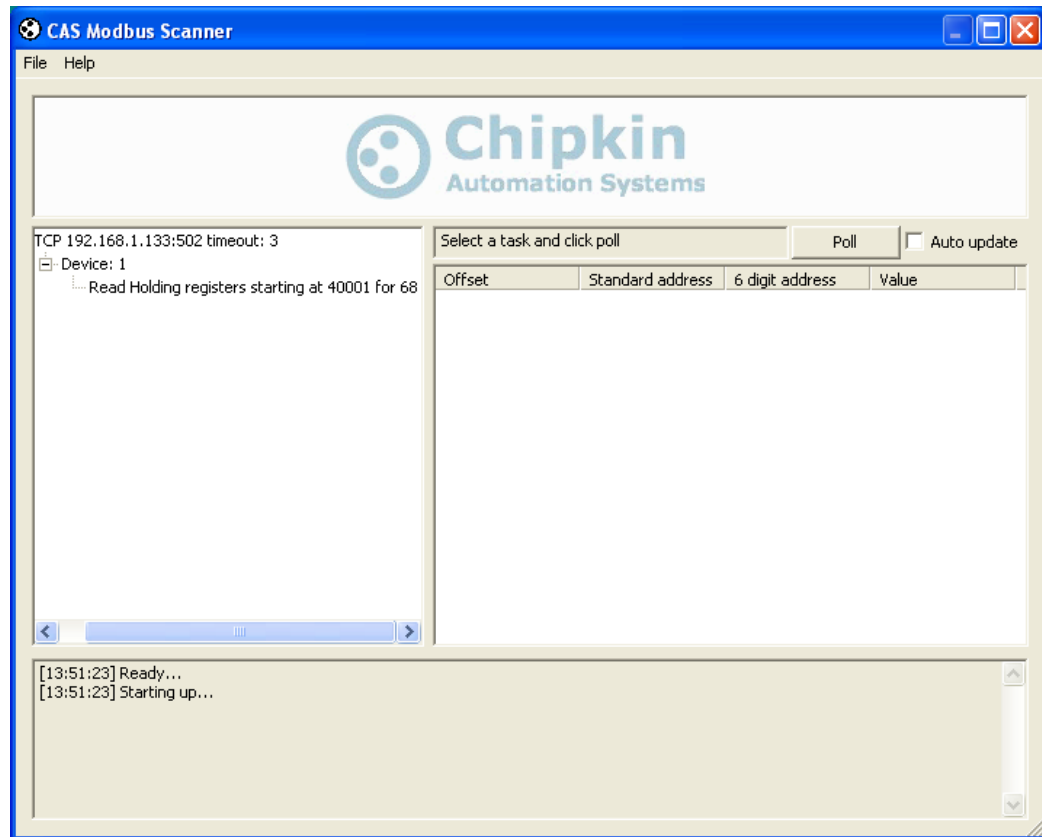 CAS Modbus Scanner
File Help
Chipkin
Automation Systems
TCP 192.168.1.133:502 timeout: 3
Device: 1
Read Holding registers starting at 40001 for 68
Select a task and click poll Poll Auto update
Offset Standard address 6 digit address Value
[13:51:23] Ready...
[13:51:23] Starting up...